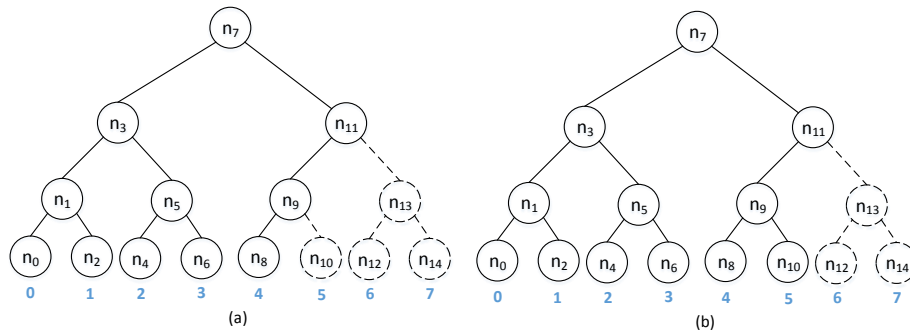 n₇ n₇
n₃ n₁₁ n₃ n₁₁
n₁ n₅ n₉ n₁₃ n₁ n₅ n₉ n₁₃
n₀ n₂ n₄ n₆ n₈ n₁₀ n₁₂ n₁₄ n₀ n₂ n₄ n₆ n₈ n₁₀ n₁₂ n₁₄
0 1 2 3 4 5 6 7 0 1 2 3 4 5 6 7
(a) (b)